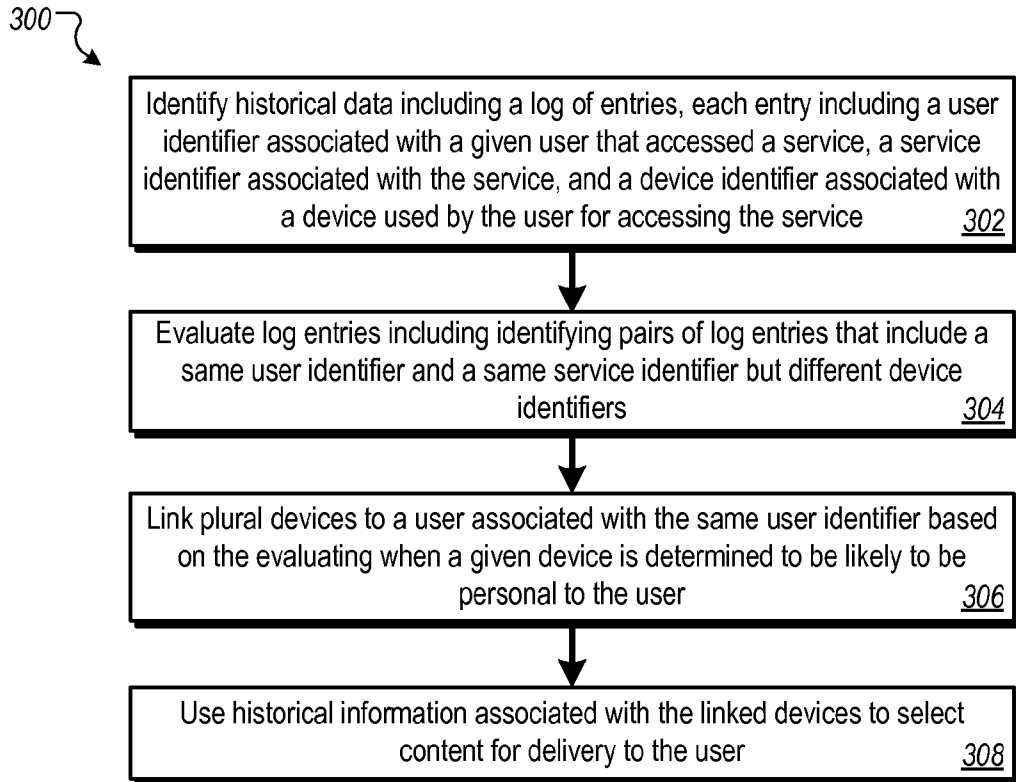 300
Identify historical data including a log of entries, each entry including a user
identifier associated with a given user that accessed a service, a service
identifier associated with the service, and a device identifier associated with
a device used by the user for accessing the service
302
Evaluate log entries including identifying pairs of log entries that include a
same user identifier and a same service identifier but different device
identifiers
304
Link plural devices to a user associated with the same user identifier based
on the evaluating when a given device is determined to be likely to be
personal to the user
306
Use historical information associated with the linked devices to select
content for delivery to the user
308